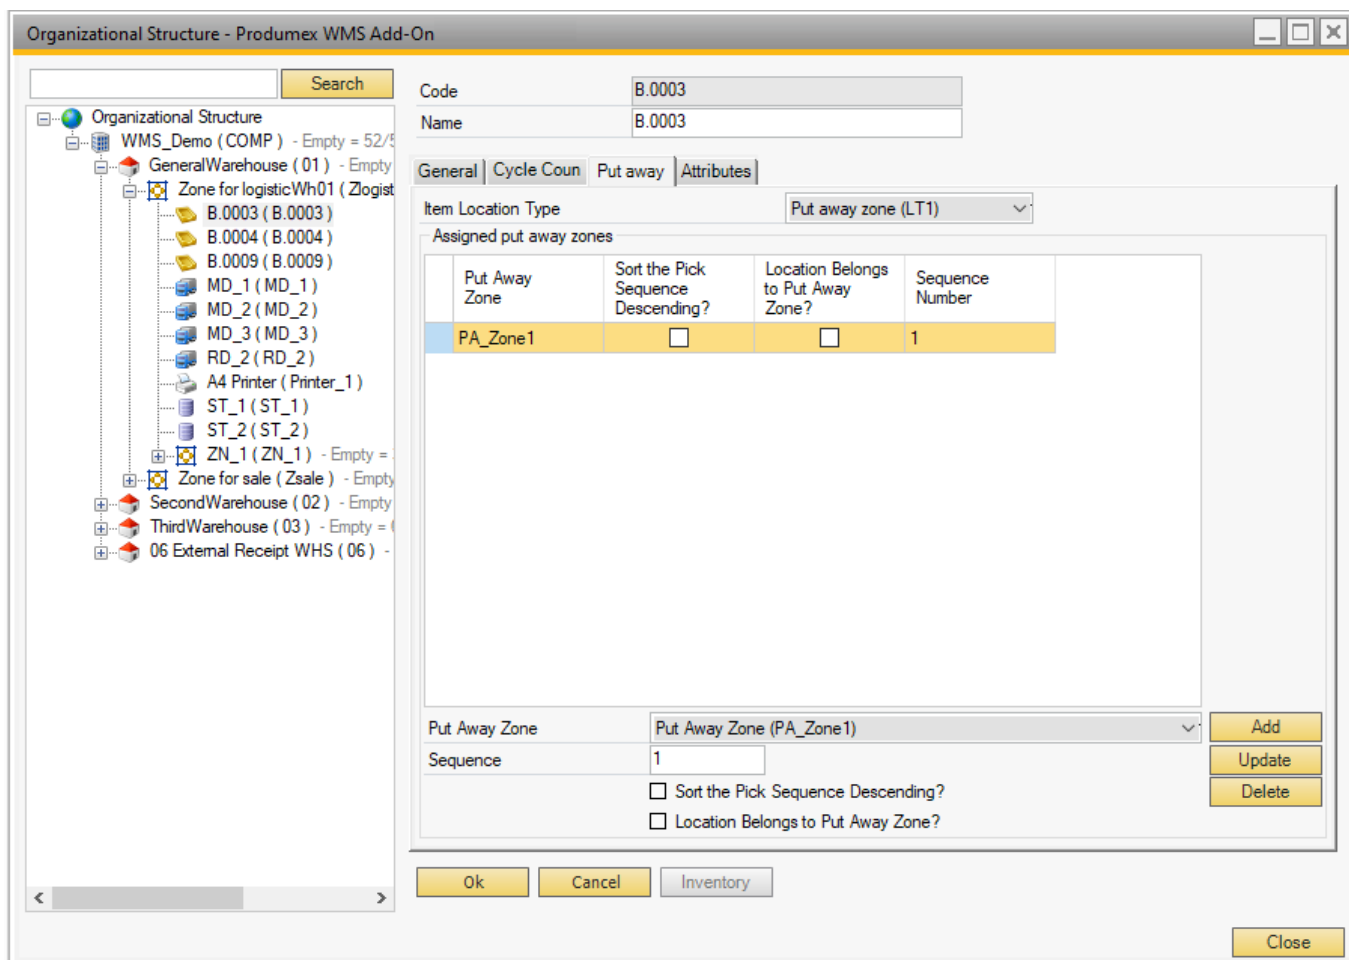 Organizational Structure - Produmex WMS Add-On
Search
Organizational Structure
WMS_Demo ( COMP ) - Empty = 52/5
GeneralWarehouse ( 01 ) - Empty
Zone for logisticWh01 ( Zlogist
B.0003 ( B.0003 )
B.0004 ( B.0004 )
B.0009 ( B.0009 )
MD_1 ( MD_1 )
MD_2 ( MD_2 )
MD_3 ( MD_3 )
RD_2 ( RD_2 )
A4 Printer ( Printer_1 )
ST_1 ( ST_1 )
ST_2 ( ST_2 )
ZN_1 ( ZN_1 ) - Empty =
Zone for sale ( Zsale ) - Empty
SecondWarehouse ( 02 ) - Empty
ThirdWarehouse ( 03 ) - Empty =
06 External Receipt WHS ( 06 ) -
Code B.0003
Name B.0003
General Cycle Coun Put away Attributes
Item Location Type Put away zone (LT1)
Assigned put away zones
Put Away Zone
Sort the Pick Sequence Descending?
Location Belongs to Put Away Zone?
Sequence Number
PA_Zone1 1
Put Away Zone Put Away Zone (PA_Zone1) Add
Sequence 1 Update
Sort the Pick Sequence Descending? Delete
Location Belongs to Put Away Zone?
Ok Cancel Inventory
Close